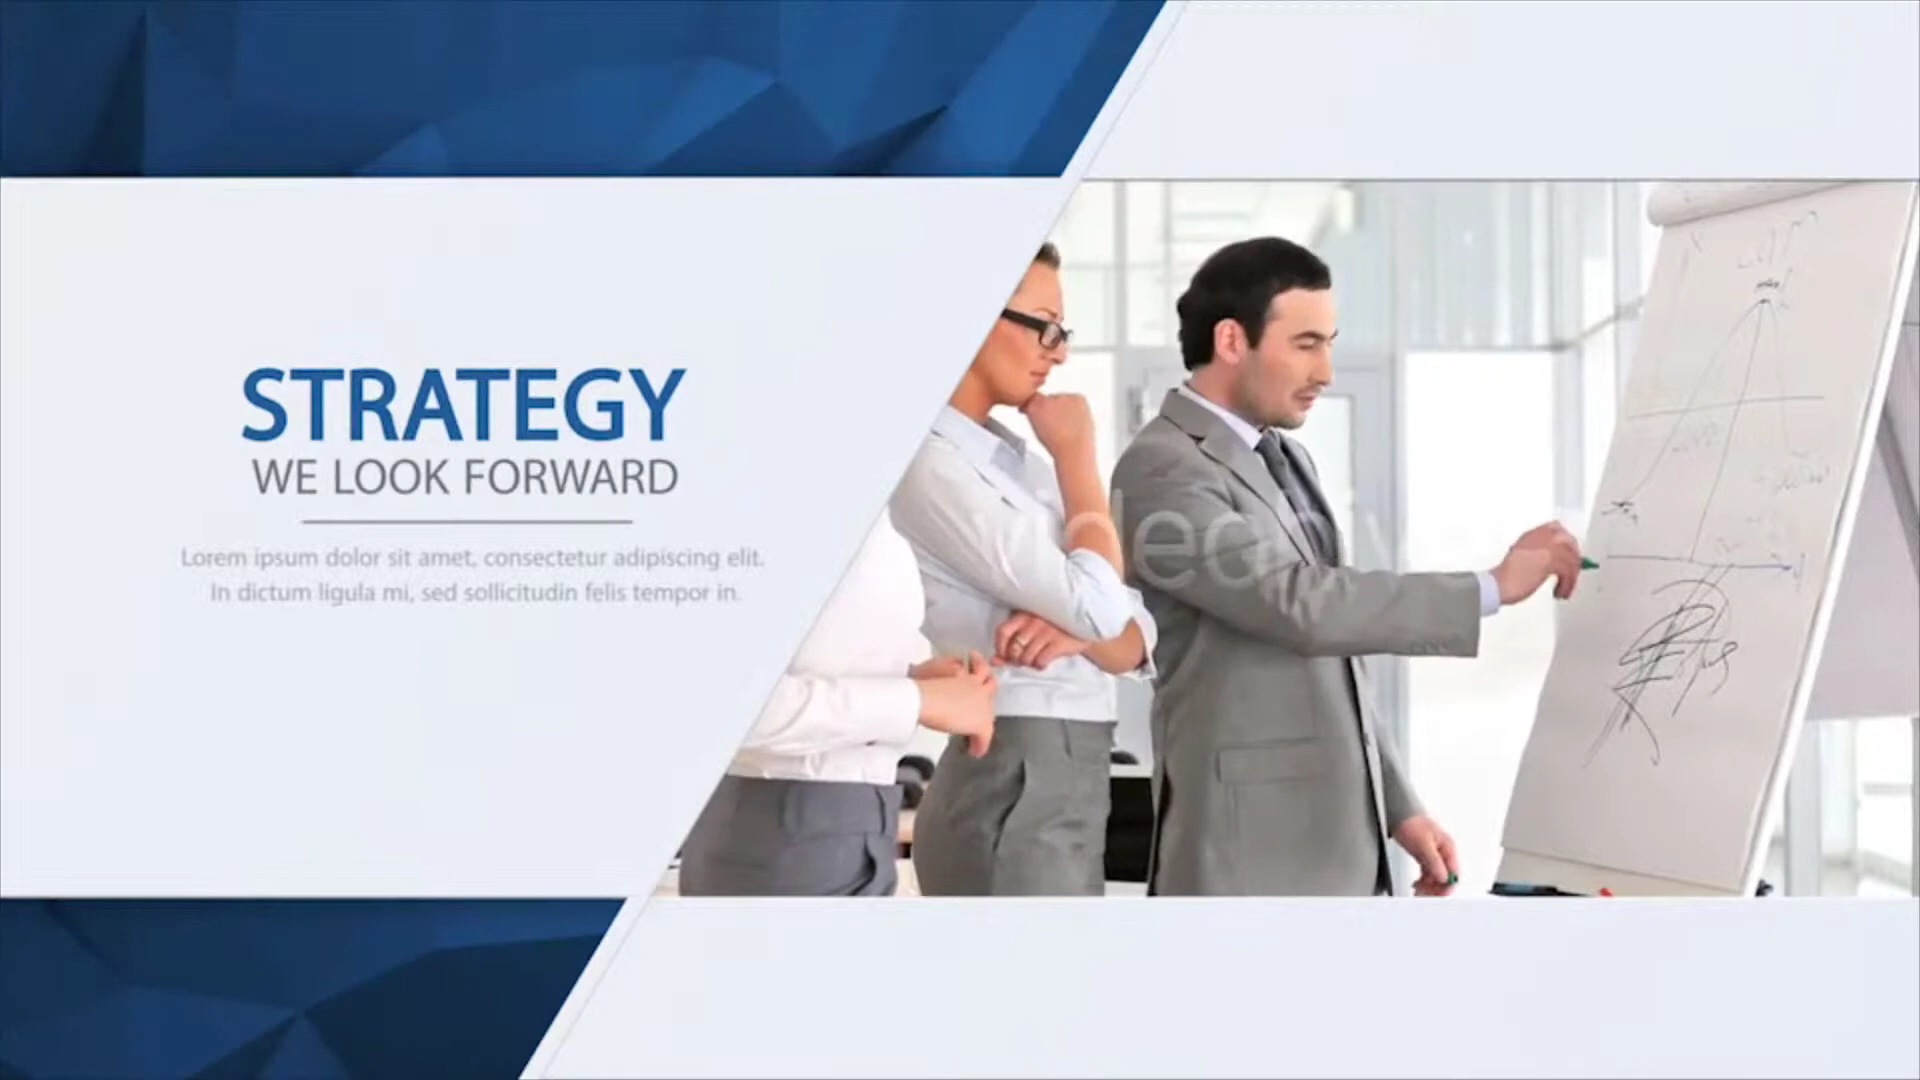 STRATEGY
WE LOOK FORWARD
Lorem ipsum dolor sit amet, consectetur adipiscing elit.
In dictum ligula mi, sed sollicitudin felis tempor in.